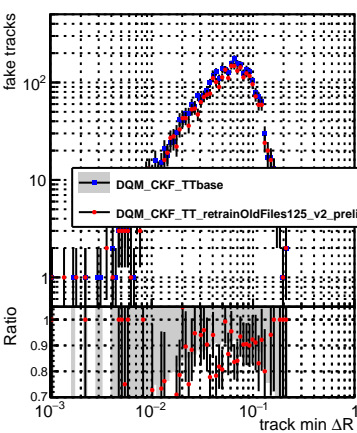 fake tracks
10²
10
1
DQM_CKF_TTbase
DQM_CKF_TT_retrainOldFiles125_v2_preli
Ratio
1
0.9
0.8
0.7
10⁻³
10⁻²
10⁻¹
1
track min ΔR